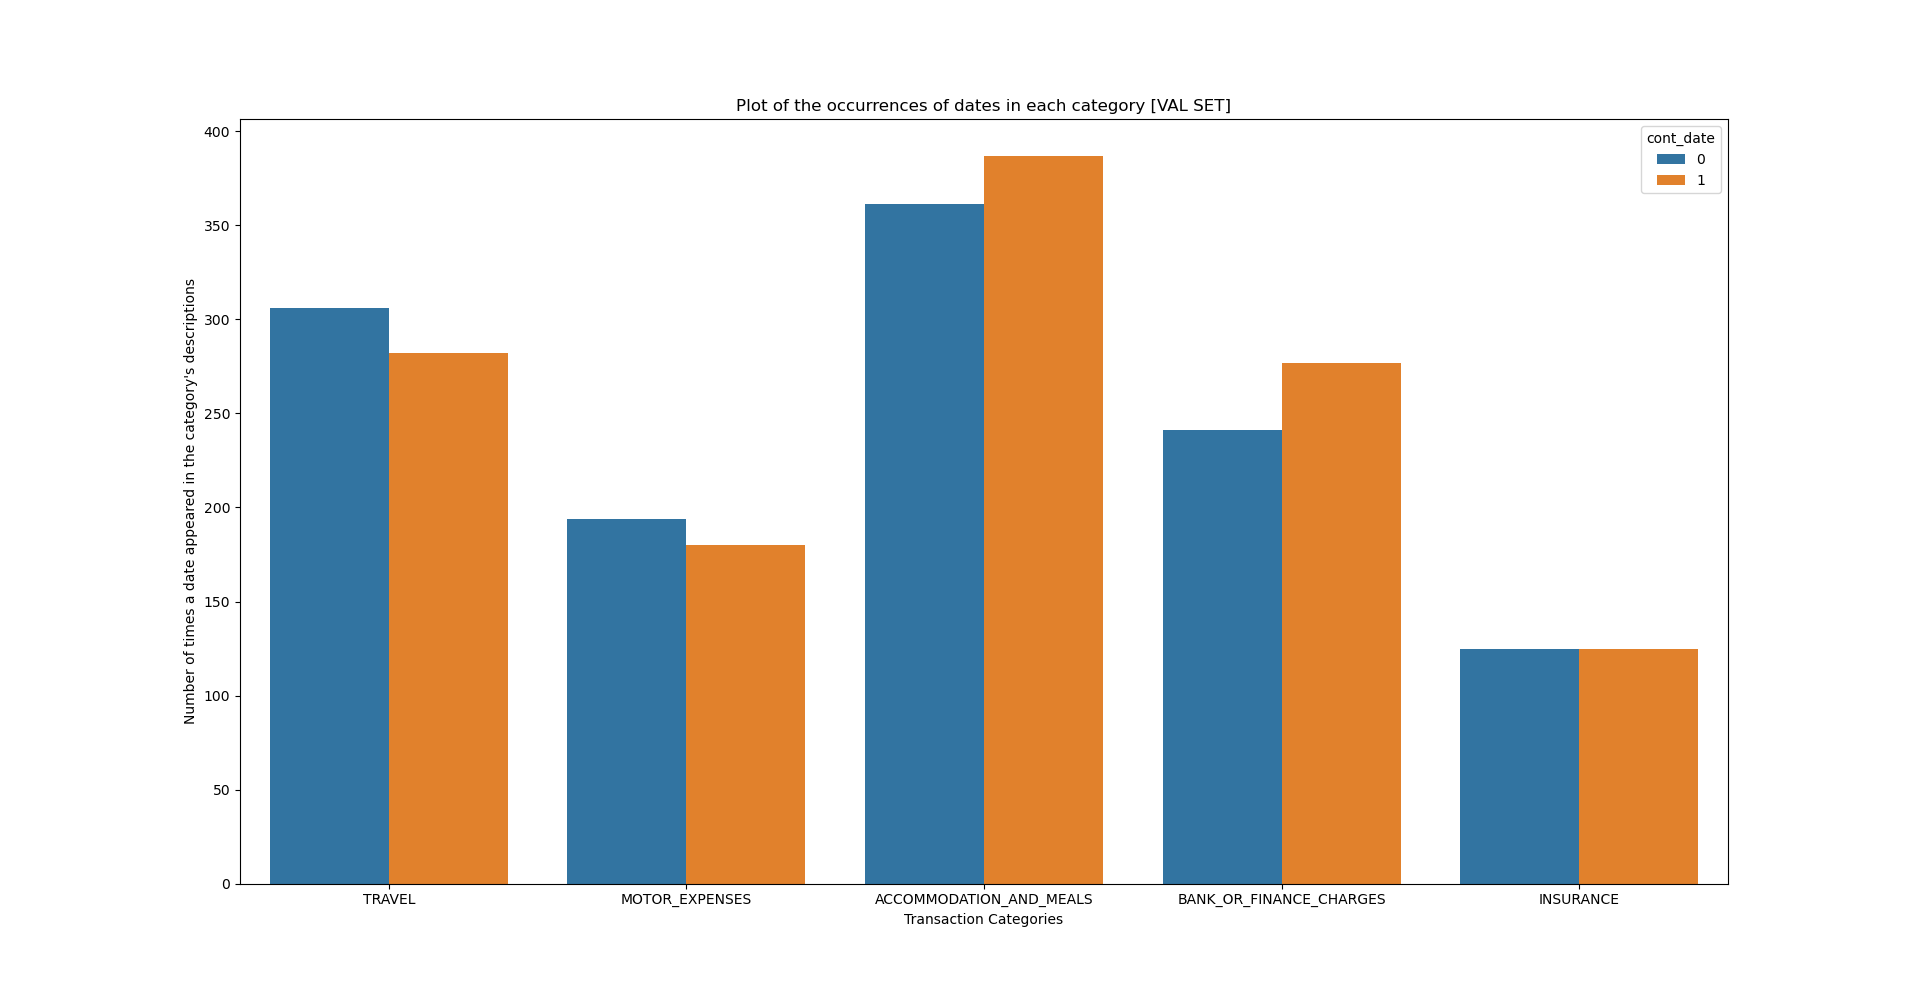 Plot of the occurrences of dates in each category [VAL SET]
cont_date
0
1
Number of times a date appeared in the category's descriptions
400
350
300
250
200
150
100
50
0
TRAVEL
MOTOR_EXPENSES
ACCOMMODATION_AND_MEALS
BANK_OR_FINANCE_CHARGES
INSURANCE
Transaction Categories